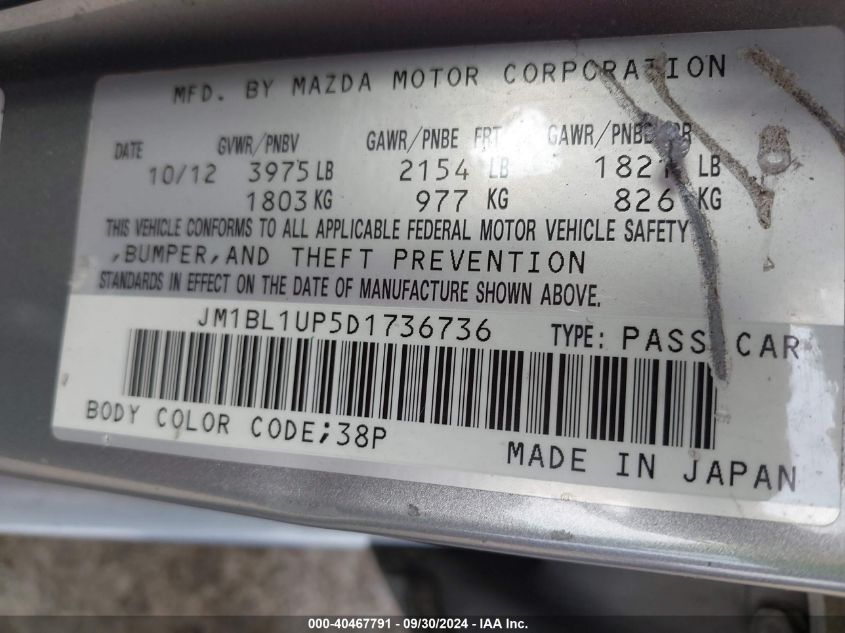 MFD. BY MAZDA MOTOR CORPORATION
DATE GVWR/PNBV GAWR/PNBE FRT GAWR/PNBE RR
10/12 3975 LB 2154 LB 1821 LB
1803 KG 977 KG 826 KG
THIS VEHICLE CONFORMS TO ALL APPLICABLE FEDERAL MOTOR VEHICLE SAFETY
,BUMPER,AND THEFT PREVENTION
STANDARDS IN EFFECT ON THE DATE OF MANUFACTURE SHOWN ABOVE.
JM1BL1UP5D1736736 TYPE: PASS CAR
BODY COLOR CODE;38P
MADE IN JAPAN
000-40467791 - 09/30/2024 - IAA Inc.